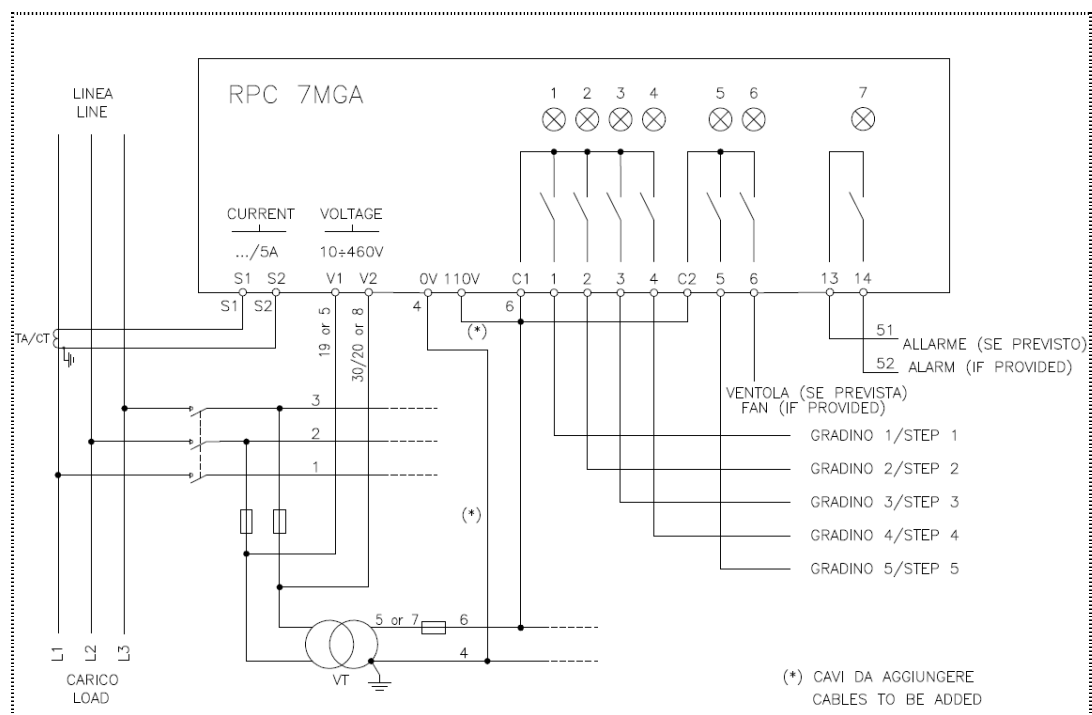 LINEA
LINE
RPC 7MGA
1 2 3 4 5 6 7
CURRENT VOLTAGE
.../5A 10÷460V
S1 S2 V1 V2 0V 110V C1 1 2 3 4 C2 5 6 13 14
S1 S2 4 6
19 or 5
30/20 or 8
(*)
TA/CT
51
ALLARME (SE PREVISTO)
52 ALARM (IF PROVIDED)
VENTOLA (SE PREVISTA)
FAN (IF PROVIDED)
3
2
1
GRADINO 1/STEP 1
GRADINO 2/STEP 2
GRADINO 3/STEP 3
GRADINO 4/STEP 4
GRADINO 5/STEP 5
(*)
5 or 7 6
4
VT
L1 L2 L3
CARICO
LOAD
(*) CAVI DA AGGIUNGERE
CABLES TO BE ADDED